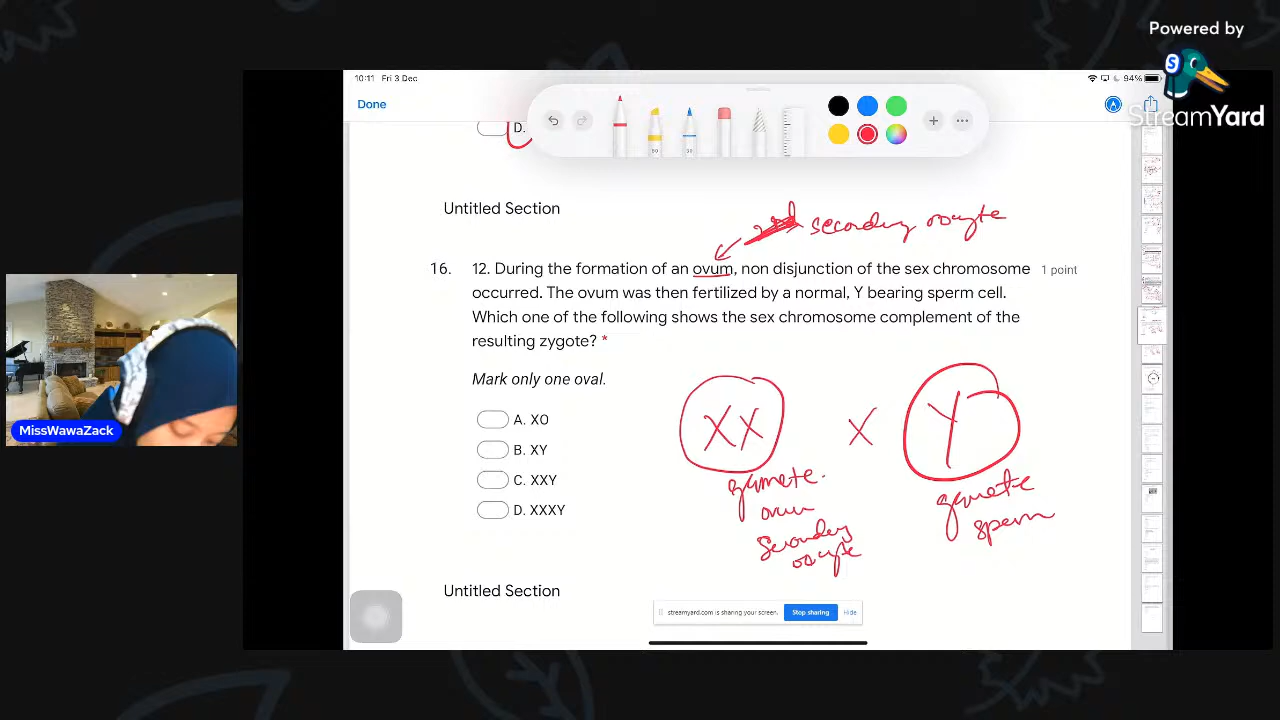 Powered by
StreamYard
10:11 Fri 3 Dec
94%
Done
50
50
D.
Untitled Section
secondary oocyte
16. 12. During the formation of an ovum, non disjunction of the sex chromosome 1 point
occurred. The ovum was then fertilized by a normal, Y bearing sperm cell.
Which one of the following shows the sex chromosome complement of the
resulting zygote? *
Mark only one oval.
A. XO
B. XY
C. XXY
D. XXXY
XX X Y
gamete
ovum
Secondary
oocyte
gamete
sperm
MissWawaZack
Untitled Section
streamyard.com is sharing your screen. Stop sharing Hide